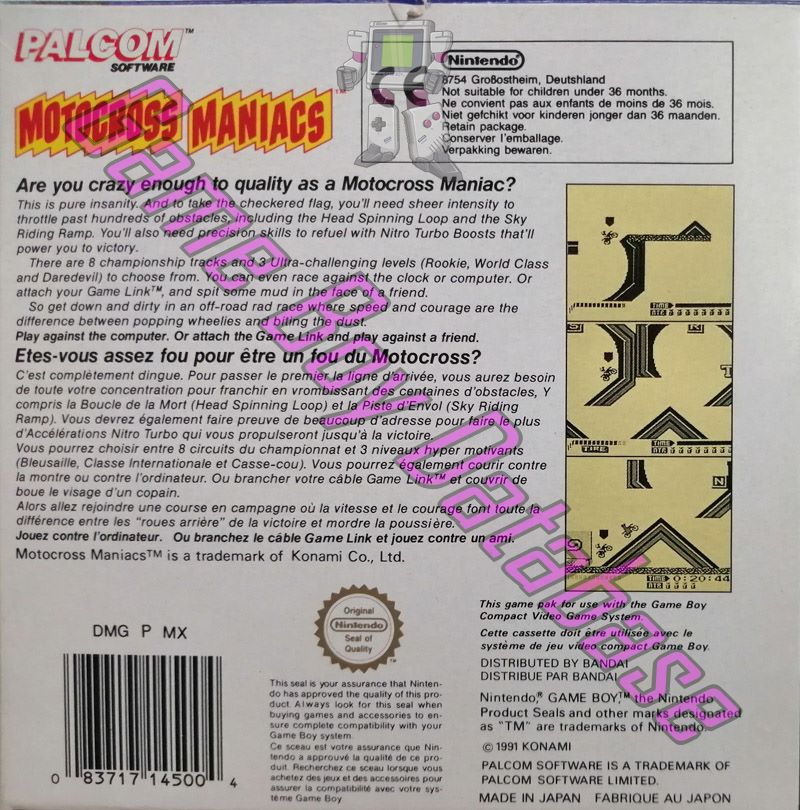 PALCOM™
SOFTWARE
MOTOCROSS MANIACS™
Nintendo
8754 Großostheim, Deutshland
Not suitable for children under 36 months.
Ne convient pas aux enfants de moins de 36 mois.
Niet gefchikt voor kinderen jonger dan 36 maanden.
Retain package.
Conserver l'emballage.
Verpakking bewaren.
Are you crazy enough to quality as a Motocross Maniac?
This is pure insanity. And to take the checkered flag, you'll need sheer intensity to
throttle past hundreds of obstacles, including the Head Spinning Loop and the Sky
Riding Ramp. You'll also need precision skills to refuel with Nitro Turbo Boosts that'll
power you to victory.
There are 8 championship tracks and 3 Ultra-challenging levels (Rookie, World Class
and Daredevil) to choose from. You can even race against the clock or computer. Or
attach your Game Link™, and spit some mud in the face of a friend.
So get down and dirty in an off-road rad race where speed and courage are the
difference between popping wheelies and biting the dust.
Play against the computer. Or attach the Game Link and play against a friend.
Etes-vous assez fou pour être un fou du Motocross?
C'est complètement dingue. Pour passer le premier la ligne d'arrivée, vous aurez besoin
de toute votre concentration pour franchir en vrombissant des centaines d'obstacles, Y
compris la Boucle de la Mort (Head Spinning Loop) et la Piste d'Envol (Sky Riding
Ramp). Vous devrez également faire preuve de beaucoup d'adresse pour faire le plus
d'Accélérations Nitro Turbo qui vous propulseront jusqu'à la victoire.
Vous pourrez choisir entre 8 circuits du championnat et 3 niveaux hyper motivants
(Bleusaille, Classe Internationale et Casse-cou). Vous pourrez également courir contre
la montre ou contre l'ordinateur. Ou brancher votre câble Game Link™ et couvrir de
boue le visage d'un copain.
Alors allez rejoindre une course en campagne où la vitesse et le courage font toute la
différence entre les "roues arrière" de la victoire et mordre la poussière.
Jouez contre l'ordinateur. Ou branchez le câble Game Link et jouez contre un ami.
Motocross Maniacs™ is a trademark of Konami Co., Ltd.
TIME
TIME
TIME 0:20:44
DMG P MX
0 83717 14500 4
Original
Nintendo
Seal of
Quality
™
This seal is your assurance that Ninten-
do has approved the quality of this pro-
duct. Always look for this seal when
buying games and accessories to en-
sure complete compatibility with your
Game Boy system.
Ce sceau est votre assurance que Nin-
tendo a approuvé la qualité de ce pro-
duit. Recherchez ce sceau lorsque vous
achetez des jeux et des accessoires pour
assurer la compatibilité avec votre sys-
tème Game Boy
This game pak for use with the Game Boy
Compact Video Game System.
Cette cassette doit être utilisée avec le
système de jeu vidéo compact Game Boy.
DISTRIBUTED BY BANDAI
DISTRIBUE PAR BANDAI
Nintendo,® GAME BOY,™ the Nintendo
Product Seals and other marks designated
as "TM" are trademarks of Nintendo.
© 1991 KONAMI
PALCOM SOFTWARE IS A TRADEMARK OF
PALCOM SOFTWARE LIMITED.
MADE IN JAPAN FABRIQUE AU JAPON
Game Boy Database